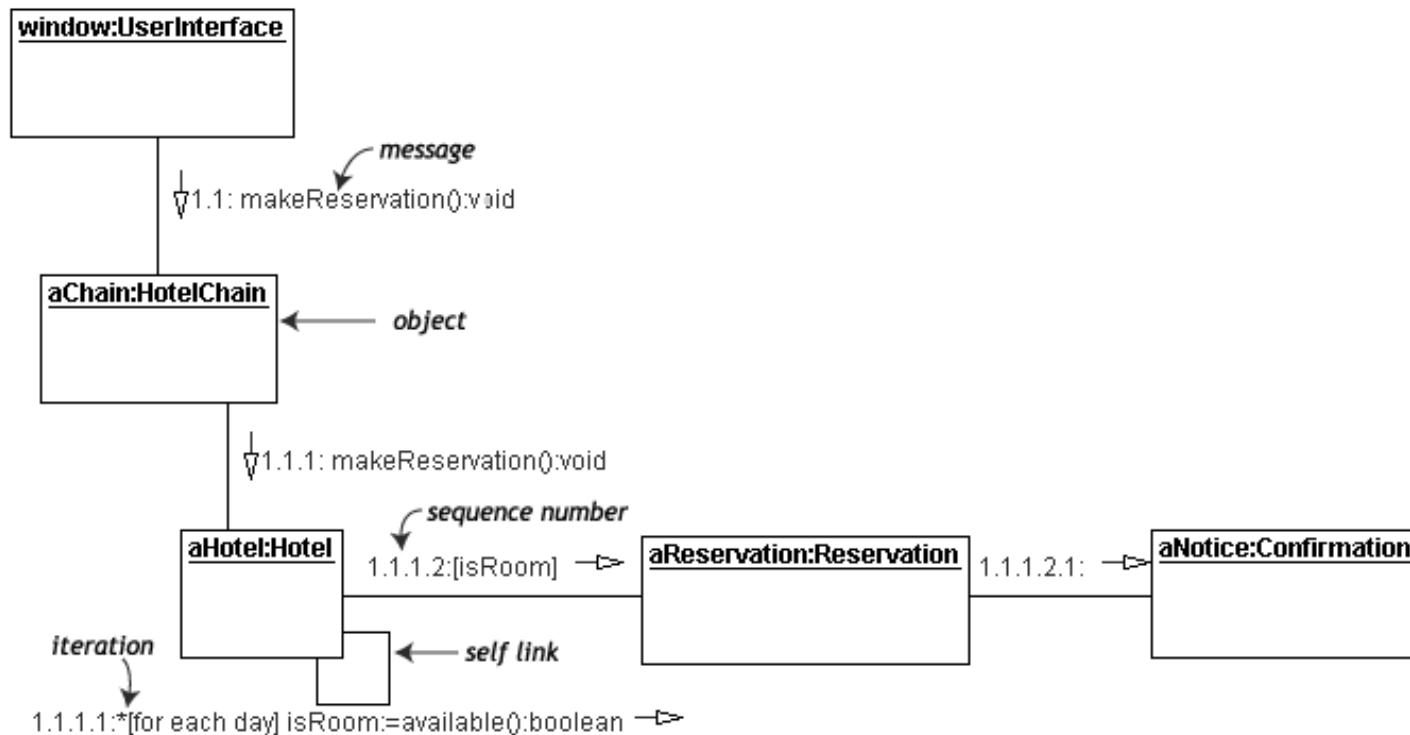 window:UserInterface
message
1.1: makeReservation():void
aChain:HotelChain
object
1.1.1: makeReservation():void
sequence number
aHotel:Hotel
1.1.1.2:[isRoom]
aReservation:Reservation
1.1.1.2.1:
aNotice:Confirmation
iteration
self link
1.1.1.1:*[for each day] isRoom:=available():boolean